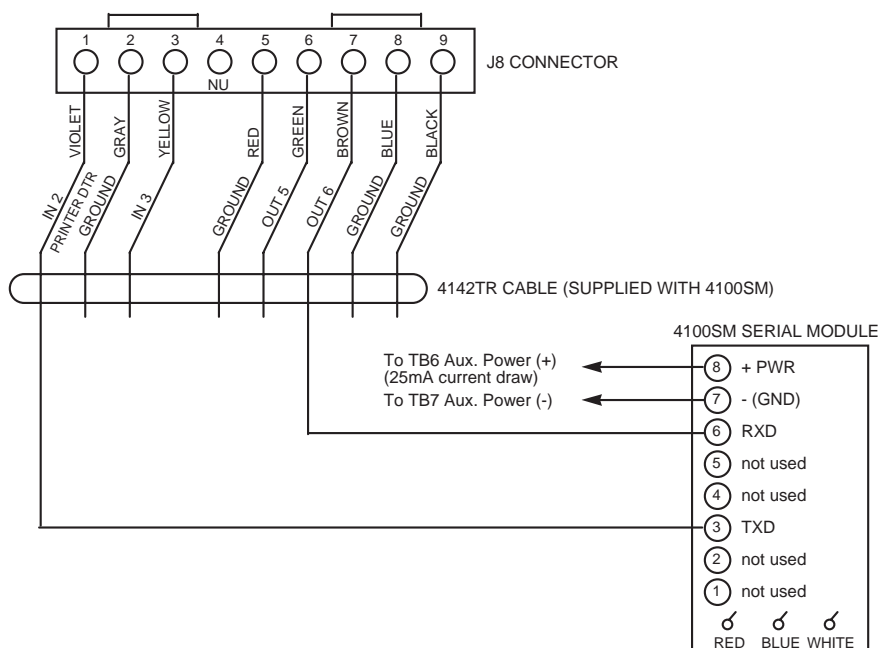 1 2 3 4 5 6 7 8 9
J8 CONNECTOR
NU
VIOLET
GRAY
YELLOW
RED
GREEN
BROWN
BLUE
BLACK
IN 2
PRINTER DTR
GROUND
IN 3
GROUND
OUT 5
OUT 6
GROUND
GROUND
4142TR CABLE (SUPPLIED WITH 4100SM)
4100SM SERIAL MODULE
To TB6 Aux. Power (+)
(25mA current draw)
To TB7 Aux. Power (-)
8 + PWR
7 - (GND)
6 RXD
5 not used
4 not used
3 TXD
2 not used
1 not used
RED BLUE WHITE